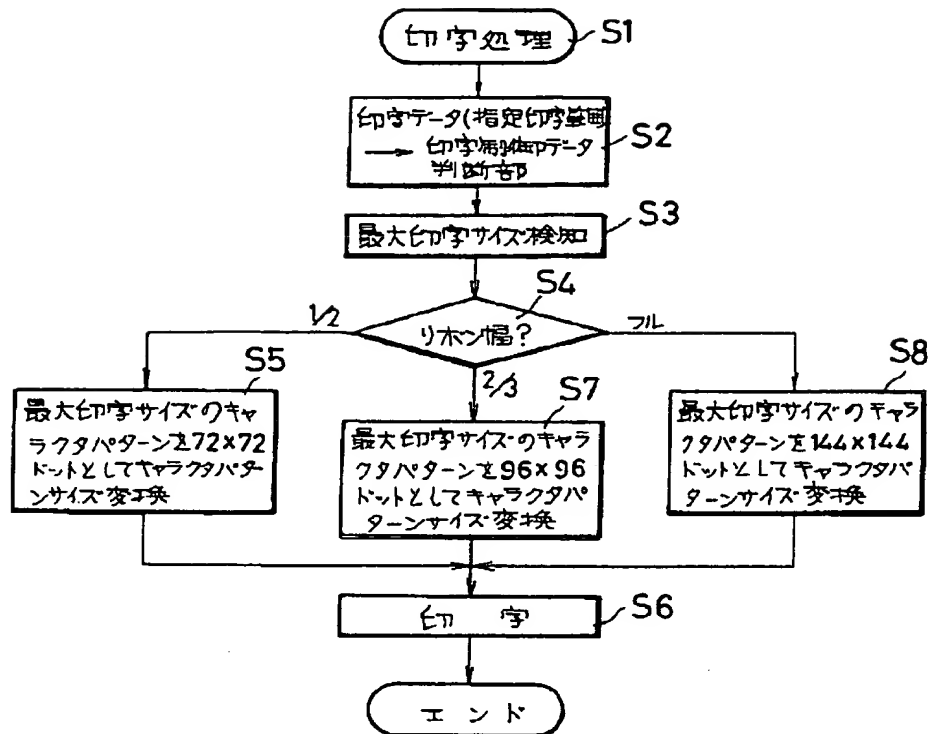 印字処理
S1
印字データ(指定印字範囲)
→ 印字制御データ
判断部
S2
最大印字サイズ検知
S3
リボン幅?
S4
1/2
2/3
フル
最大印字サイズのキャ
ラクタパターンを72×72
ドットとしてキャラクタパター
ンサイズ変換
S5
最大印字サイズのキャラ
クタパターンを96×96
ドットとしてキャラクタパ
ターンサイズ変換
S7
最大印字サイズのキャラ
クタパターンを144×144
ドットとしてキャラクタパ
ターンサイズ変換
S8
印字
S6
エンド